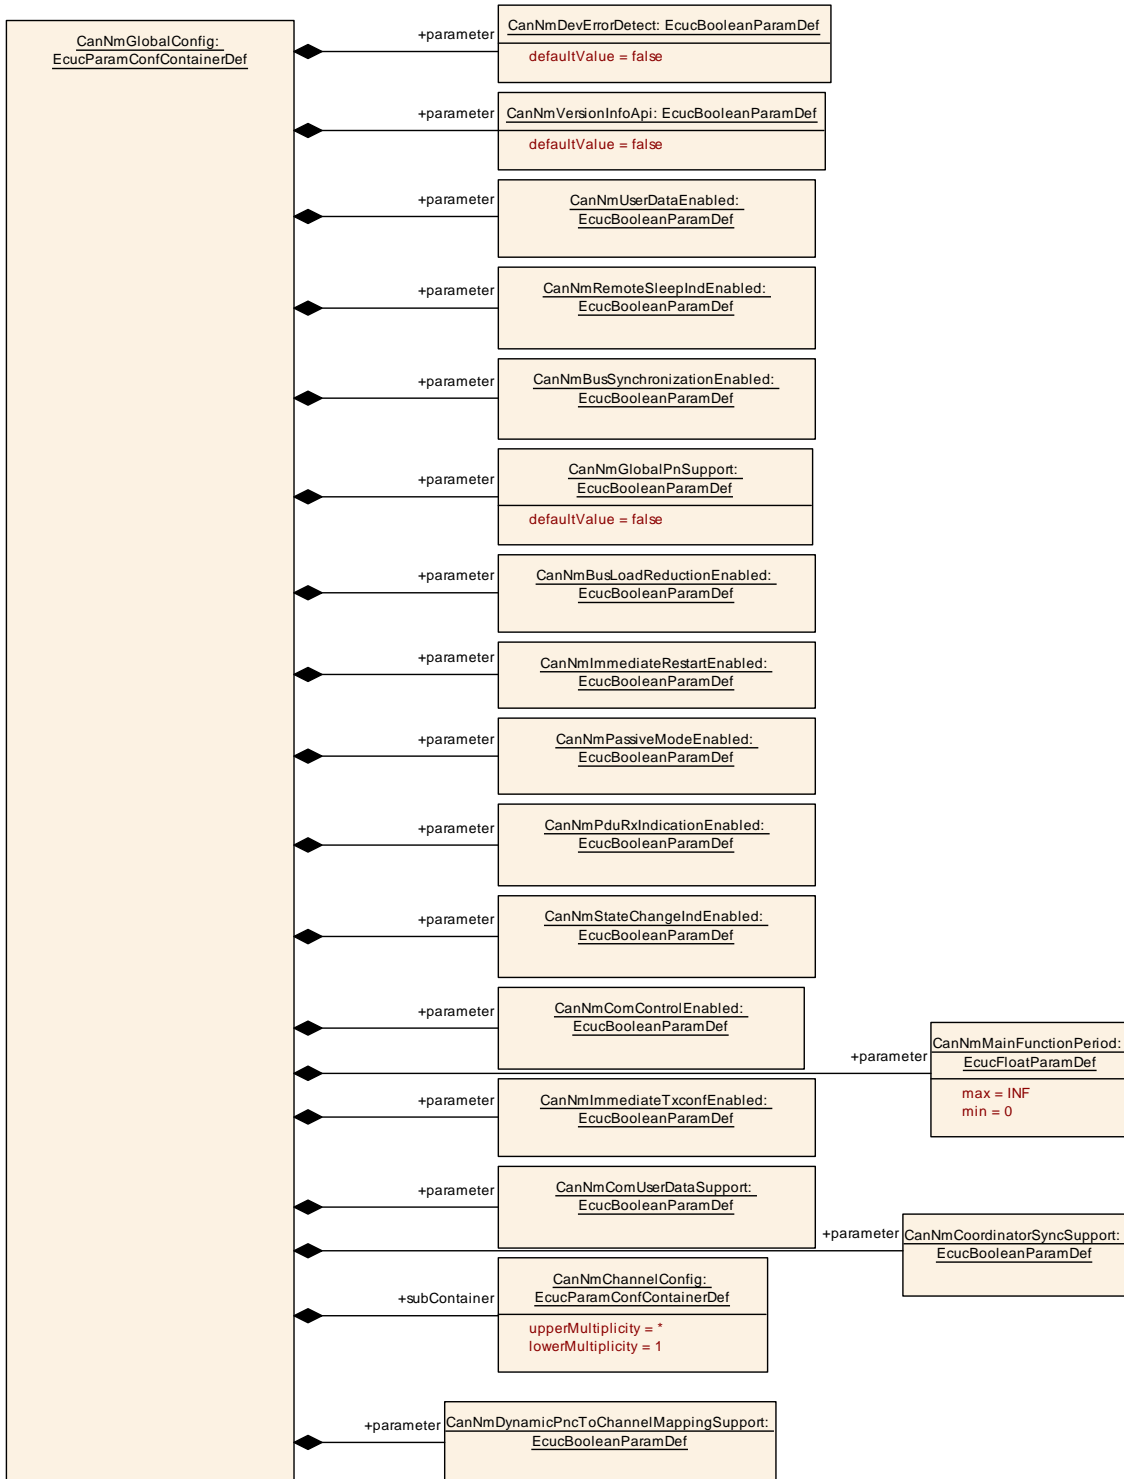 CanNmGlobalConfig:
EcucParamConfContainerDef
+parameter
CanNmDevErrorDetect: EcucBooleanParamDef
defaultValue = false
+parameter
CanNmVersionInfoApi: EcucBooleanParamDef
defaultValue = false
+parameter
CanNmUserDataEnabled:
EcucBooleanParamDef
+parameter
CanNmRemoteSleepIndEnabled:
EcucBooleanParamDef
+parameter
CanNmBusSynchronizationEnabled:
EcucBooleanParamDef
+parameter
CanNmGlobalPnSupport:
EcucBooleanParamDef
defaultValue = false
+parameter
CanNmBusLoadReductionEnabled:
EcucBooleanParamDef
+parameter
CanNmImmediateRestartEnabled:
EcucBooleanParamDef
+parameter
CanNmPassiveModeEnabled:
EcucBooleanParamDef
+parameter
CanNmPduRxIndicationEnabled:
EcucBooleanParamDef
+parameter
CanNmStateChangeIndEnabled:
EcucBooleanParamDef
+parameter
CanNmComControlEnabled:
EcucBooleanParamDef
+parameter
CanNmMainFunctionPeriod:
EcucFloatParamDef
max = INF
min = 0
+parameter
CanNmImmediateTxconfEnabled:
EcucBooleanParamDef
+parameter
CanNmComUserDataSupport:
EcucBooleanParamDef
+parameter
CanNmCoordinatorSyncSupport:
EcucBooleanParamDef
+subContainer
CanNmChannelConfig:
EcucParamConfContainerDef
upperMultiplicity = *
lowerMultiplicity = 1
+parameter
CanNmDynamicPncToChannelMappingSupport:
EcucBooleanParamDef